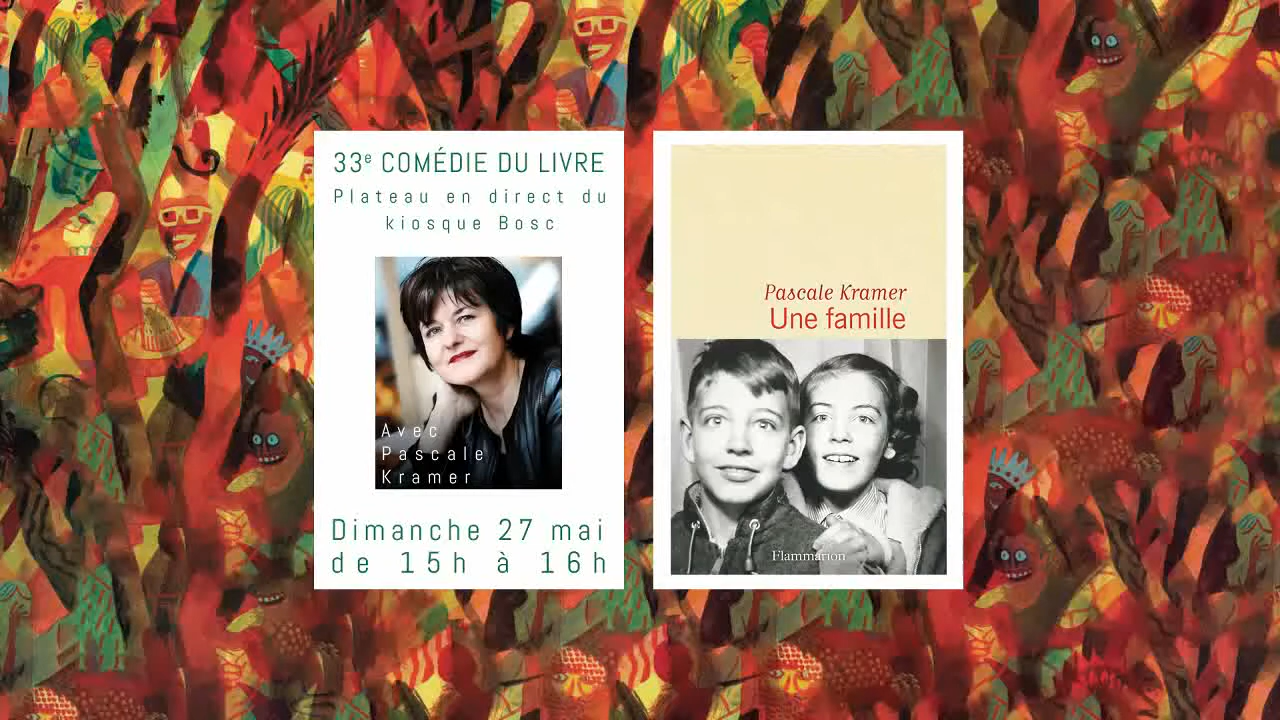 33e COMÉDIE DU LIVRE
Plateau en direct du
kiosque Bosc
Avec
Pascale
Kramer
Dimanche 27 mai
de 15h à 16h
Pascale Kramer
Une famille
Flammarion